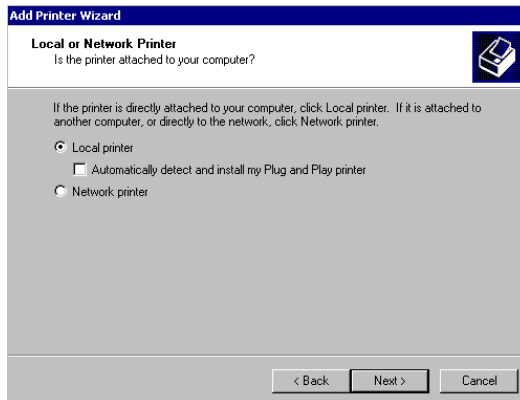 Add Printer Wizard
Local or Network Printer
Is the printer attached to your computer?
If the printer is directly attached to your computer, click Local printer. If it is attached to
another computer, or directly to the network, click Network printer.
Local printer
Automatically detect and install my Plug and Play printer
Network printer
< Back Next > Cancel